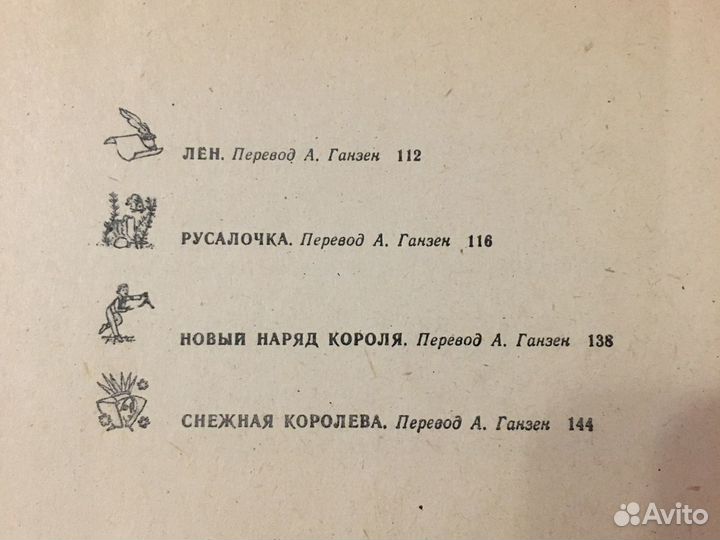 ЛЁН. Перевод А. Ганзен 112
РУСАЛОЧКА. Перевод А. Ганзен 116
НОВЫЙ НАРЯД КОРОЛЯ. Перевод А. Ганзен 138
СНЕЖНАЯ КОРОЛЕВА. Перевод А. Ганзен 144
Avito